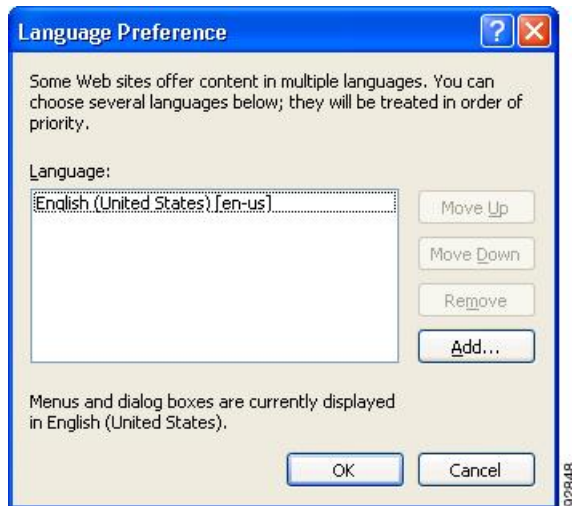 Language Preference
Some Web sites offer content in multiple languages. You can
choose several languages below; they will be treated in order of
priority.
Language:
English (United States) [en-us]
Move Up
Move Down
Remove
Add...
Menus and dialog boxes are currently displayed
in English (United States).
OK
Cancel
92848